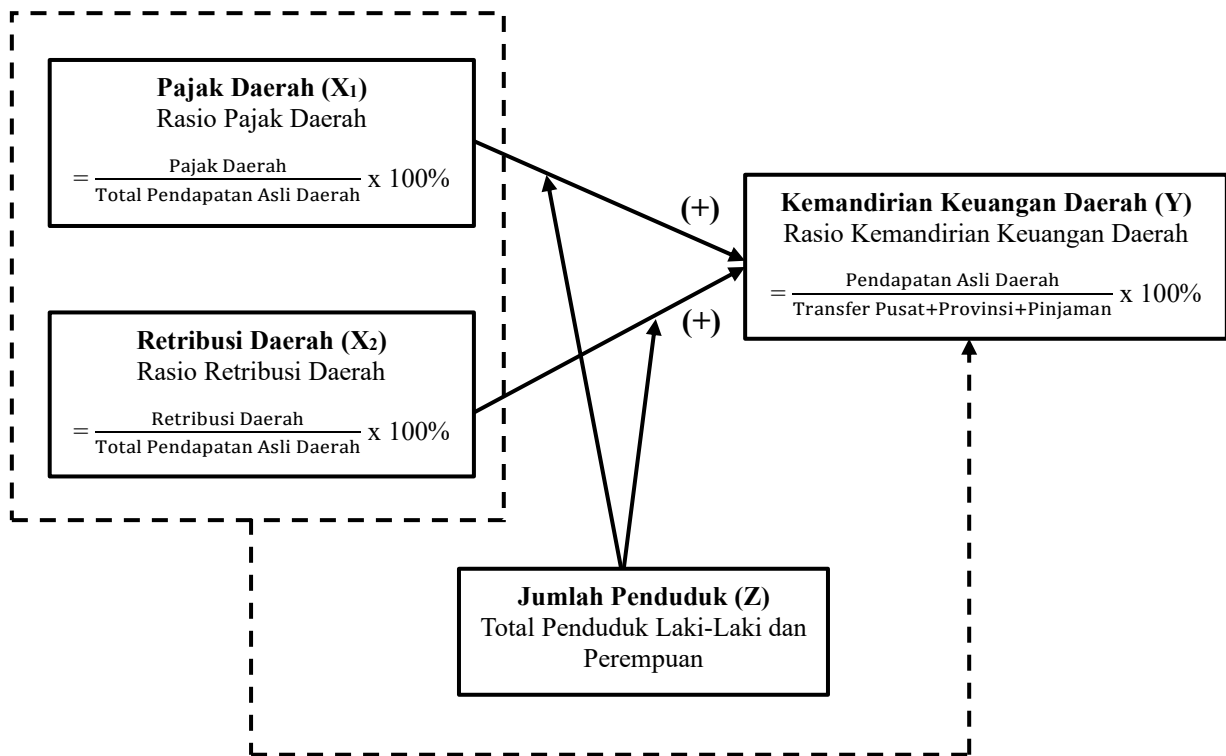 Pajak Daerah (X₁)
Rasio Pajak Daerah
= Pajak Daerah / Total Pendapatan Asli Daerah x 100%
(+)
Kemandirian Keuangan Daerah (Y)
Rasio Kemandirian Keuangan Daerah
= Pendapatan Asli Daerah / Transfer Pusat+Provinsi+Pinjaman x 100%
Retribusi Daerah (X₂)
Rasio Retribusi Daerah
= Retribusi Daerah / Total Pendapatan Asli Daerah x 100%
(+)
Jumlah Penduduk (Z)
Total Penduduk Laki-Laki dan
Perempuan